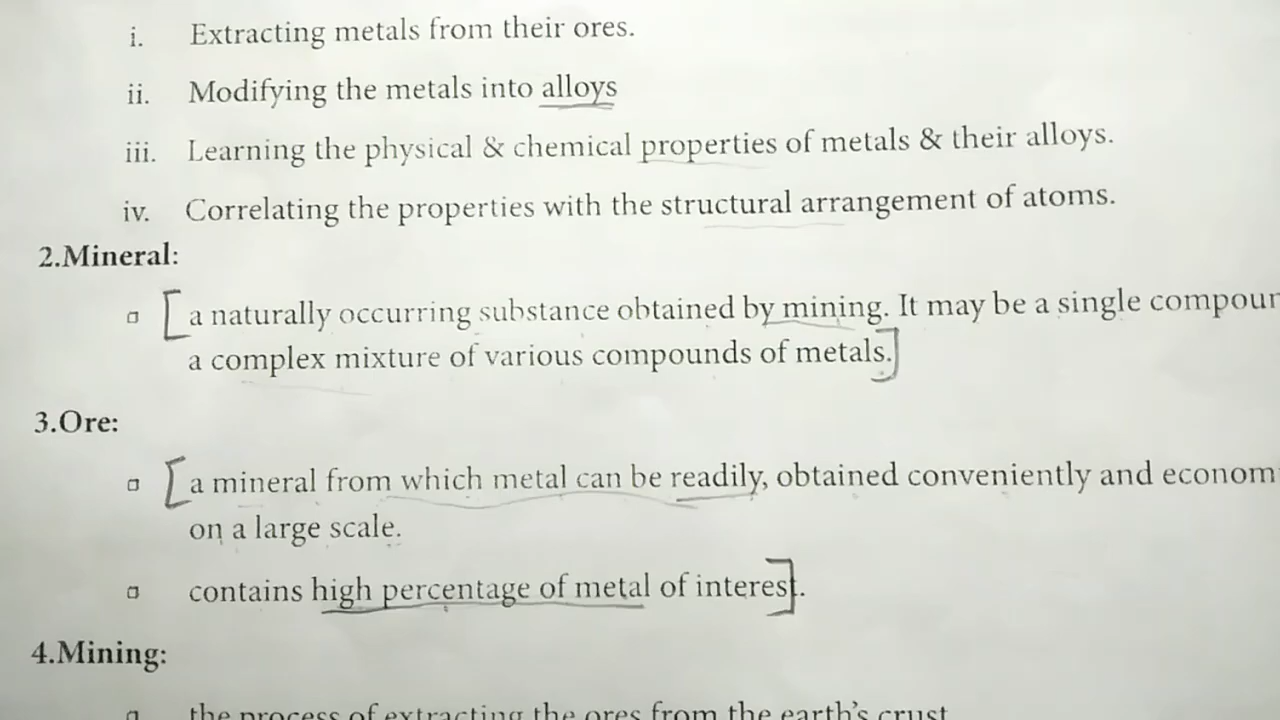 i. Extracting metals from their ores.
ii. Modifying the metals into alloys
iii. Learning the physical & chemical properties of metals & their alloys.
iv. Correlating the properties with the structural arrangement of atoms.
2.Mineral:
a naturally occurring substance obtained by mining. It may be a single compour
a complex mixture of various compounds of metals.
3.Ore:
a mineral from which metal can be readily, obtained conveniently and econom
on a large scale.
contains high percentage of metal of interest.
4.Mining:
the process of extracting the ores from the earth's crust